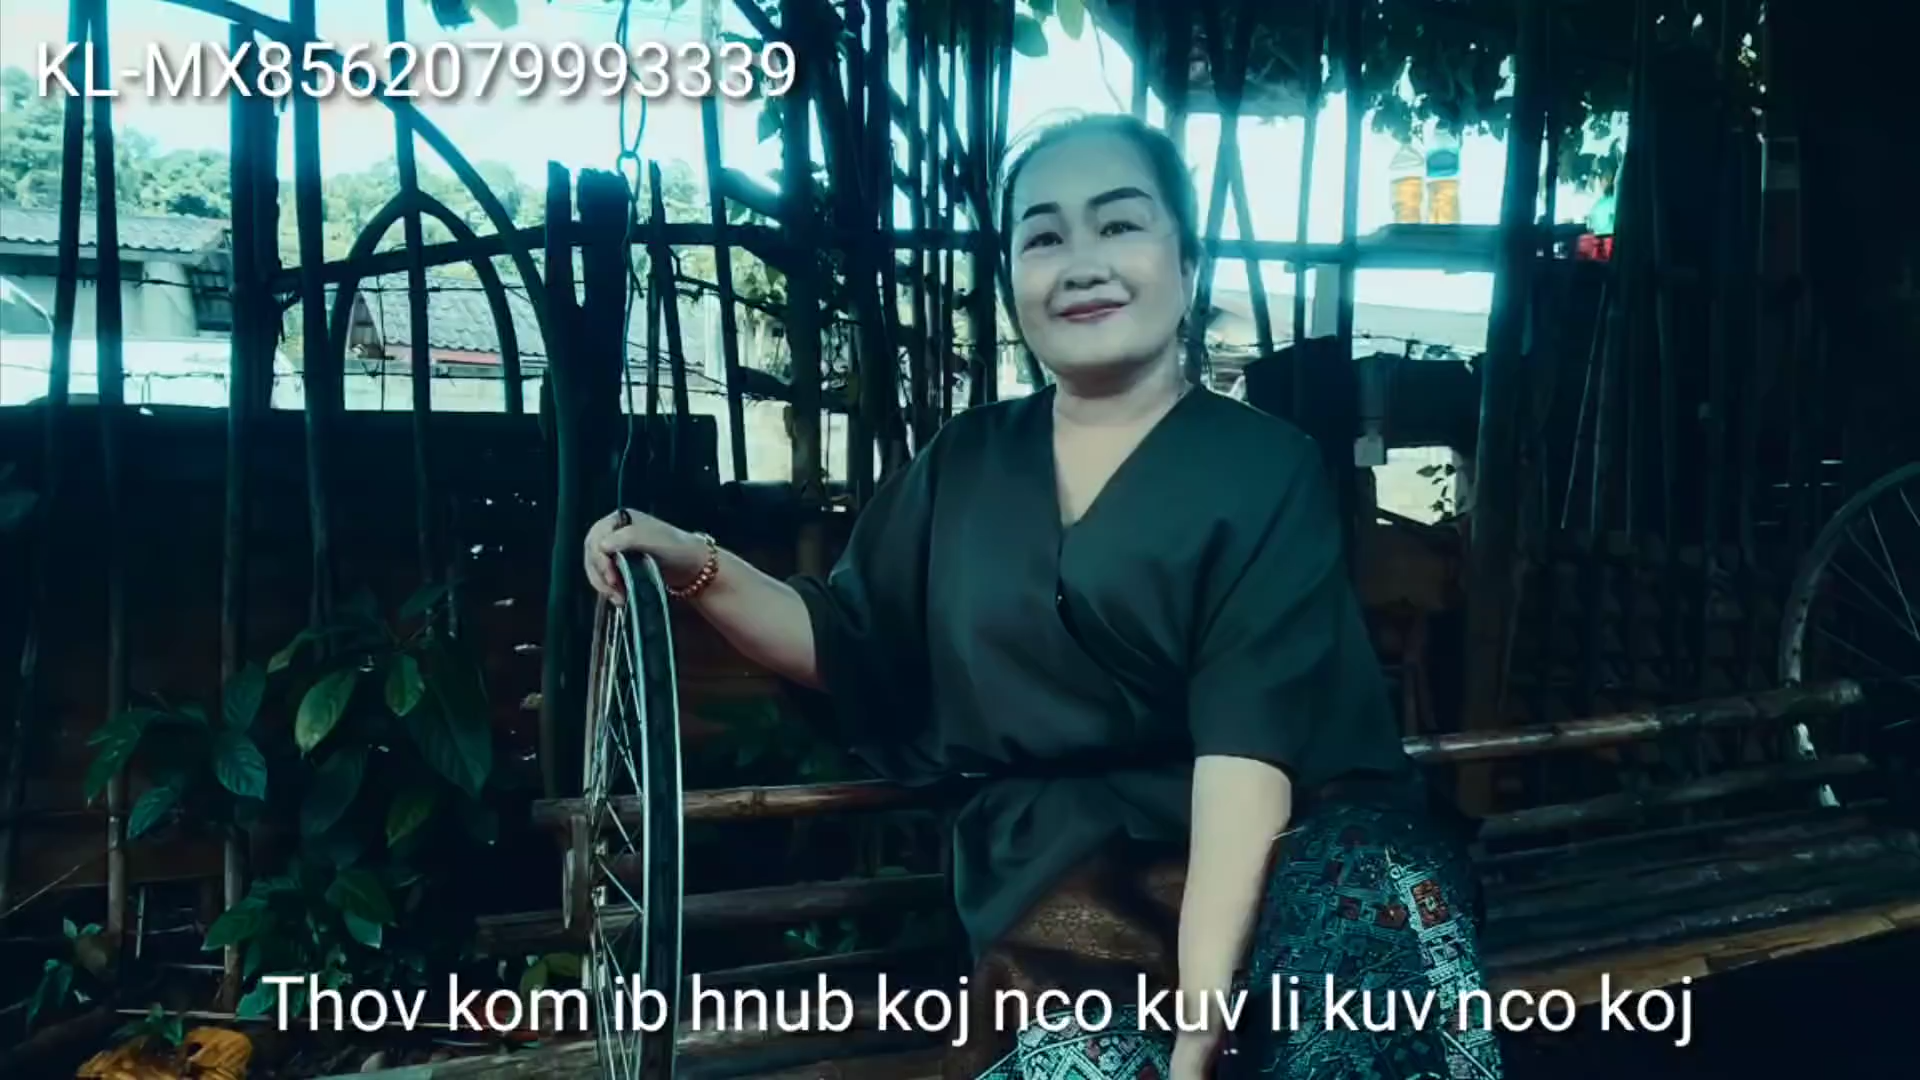 KL-MX8562079993339
Thov kom ib hnub koj nco kuv li kuv nco koj